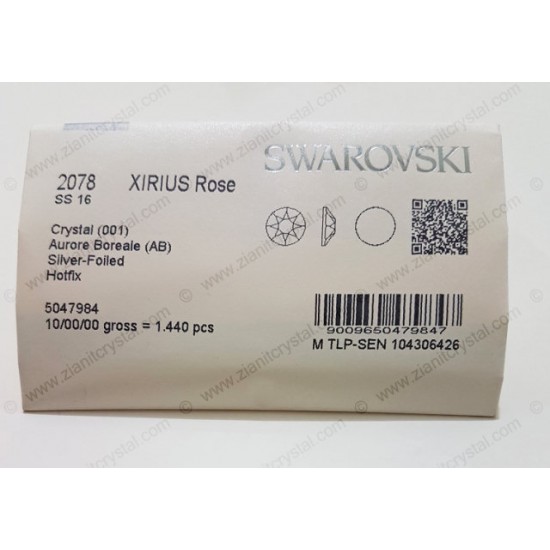 SWAROVSKI
2078 XIRIUS Rose
SS 16
Crystal (001)
Aurore Boreale (AB)
Silver-Foiled
Hotfix
5047984
10/00/00 gross = 1.440 pcs
9009650479847
M TLP-SEN 104306426
© www.zianitcrystal.com ©